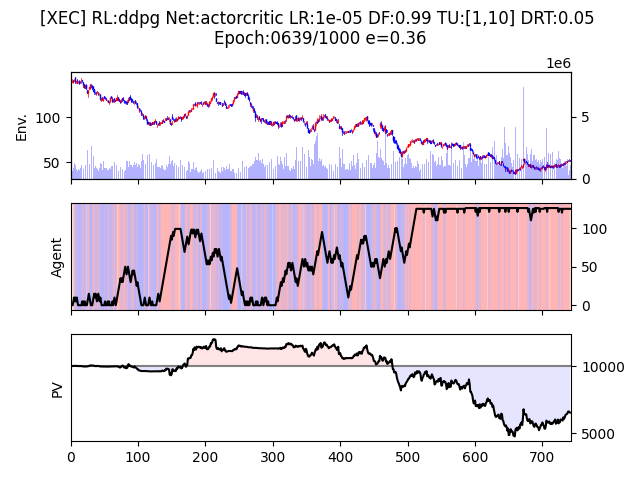 [XEC] RL:ddpg Net:actorcritic LR:1e-05 DF:0.99 TU:[1,10] DRT:0.05
Epoch:0639/1000 e=0.36
1e6
Env.
100
50
5
0
Agent
100
50
0
PV
10000
5000
0 100 200 300 400 500 600 700